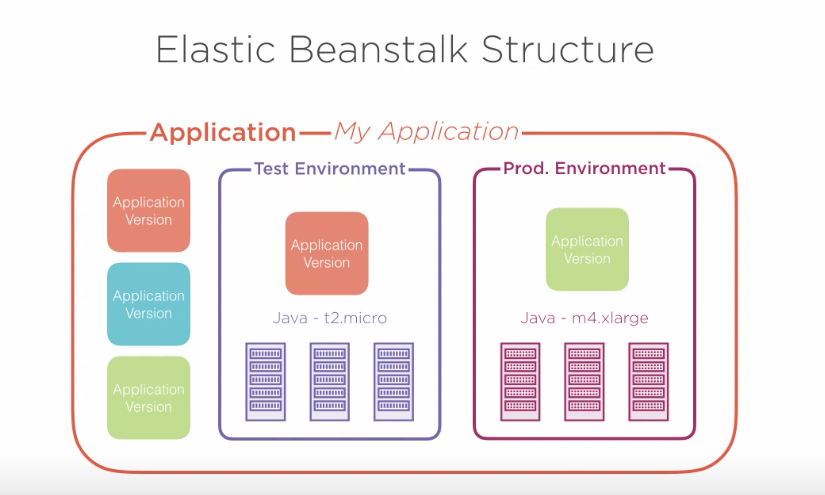 Elastic Beanstalk Structure
Application My Application
Application
Version
Application
Version
Application
Version
Test Environment
Application
Version
Java - t2.micro
Prod. Environment
Application
Version
Java - m4.xlarge